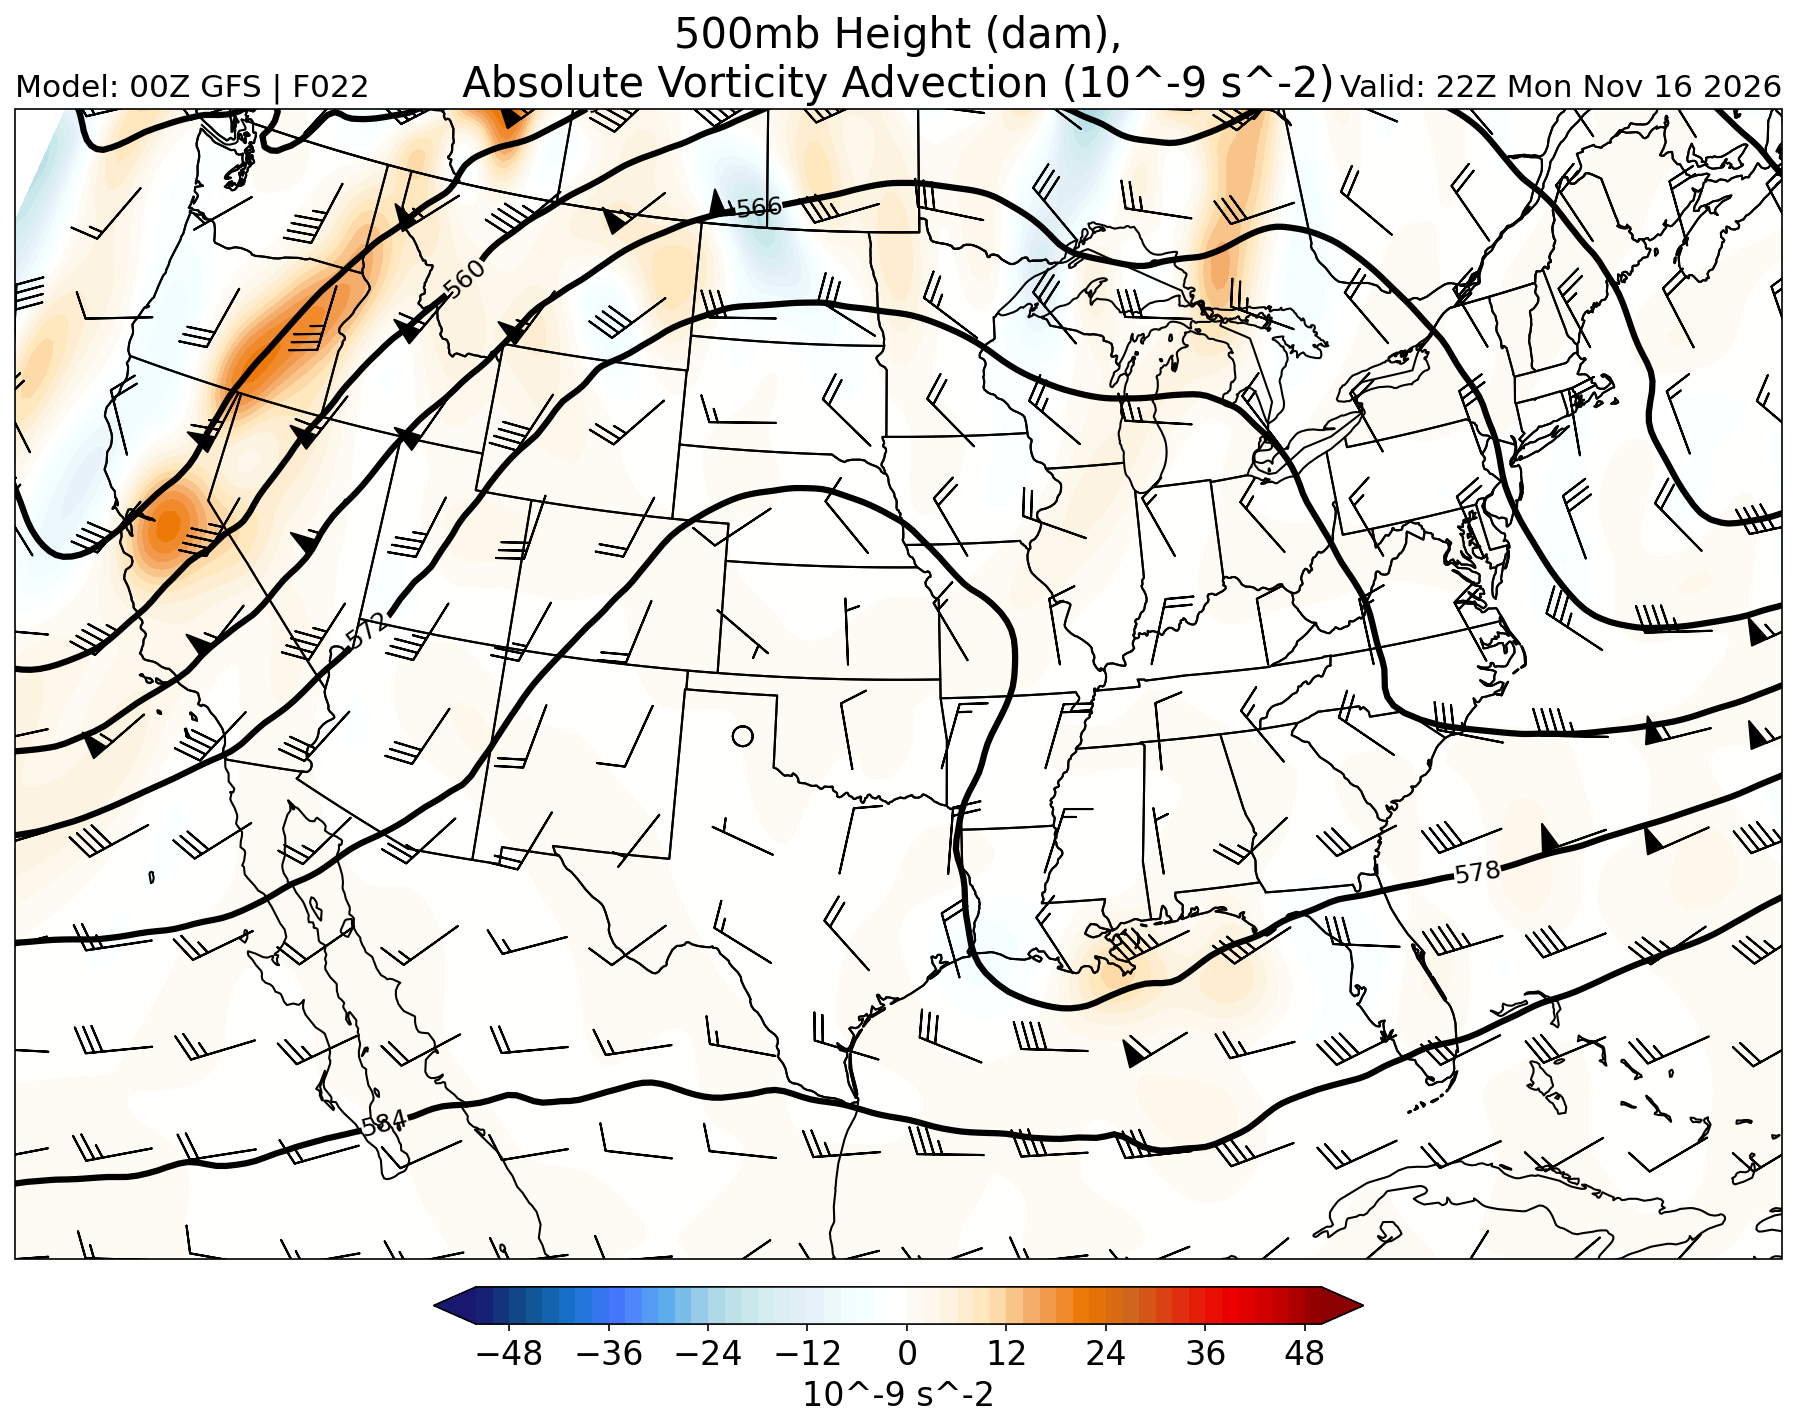 500mb Height (dam),
Model: 00Z GFS | F022
Absolute Vorticity Advection (10^-9 s^-2)
Valid: 22Z Mon Nov 16 2026
566
560
572
578
584
−48 −36 −24 −12 0 12 24 36 48
10^-9 s^-2